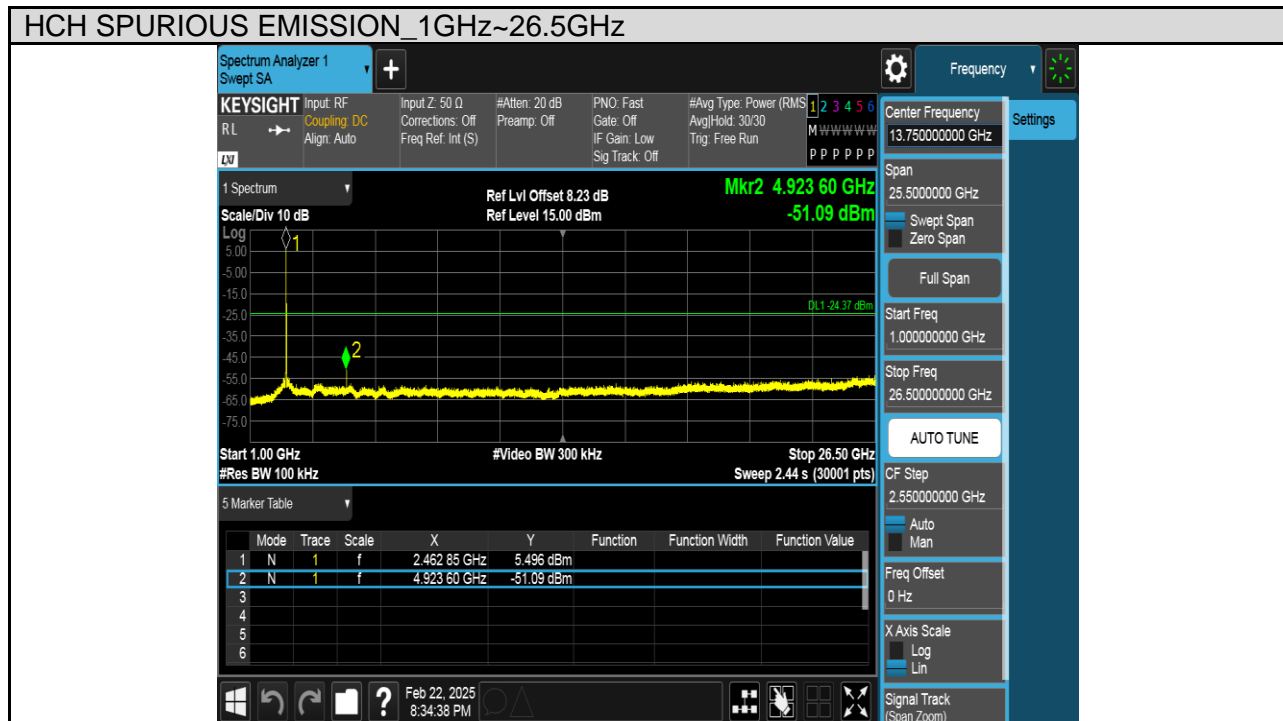 HCH SPURIOUS EMISSION_1GHz~26.5GHz
Spectrum Analyzer 1
Swept SA
Frequency
KEYSIGHT
RL
LXI
Input: RF
Coupling: DC
Align: Auto
Input Z: 50 Ω
Corrections: Off
Freq Ref: Int (S)
#Atten: 20 dB
Preamp: Off
PNO: Fast
Gate: Off
IF Gain: Low
Sig Track: Off
#Avg Type: Power (RMS
Avg|Hold: 30/30
Trig: Free Run
1 2 3 4 5 6
M W W W W W
P P P P P P
1 Spectrum
Scale/Div 10 dB
Ref Lvl Offset 8.23 dB
Ref Level 15.00 dBm
Mkr2 4.923 60 GHz
-51.09 dBm
Log
5.00
-5.00
-15.0
-25.0
-35.0
-45.0
-55.0
-65.0
-75.0
1
2
DL1 -24.37 dBm
Start 1.00 GHz
#Video BW 300 kHz
Stop 26.50 GHz
#Res BW 100 kHz
Sweep 2.44 s (30001 pts)
5 Marker Table
Mode Trace Scale X Y Function Function Width Function Value
1 N 1 f 2.462 85 GHz 5.496 dBm
2 N 1 f 4.923 60 GHz -51.09 dBm
3
4
5
6
Feb 22, 2025
8:34:38 PM
?
Center Frequency
13.750000000 GHz
Settings
Span
25.5000000 GHz
Swept Span
Zero Span
Full Span
Start Freq
1.000000000 GHz
Stop Freq
26.500000000 GHz
AUTO TUNE
CF Step
2.550000000 GHz
Auto
Man
Freq Offset
0 Hz
X Axis Scale
Log
Lin
Signal Track
(Span Zoom)